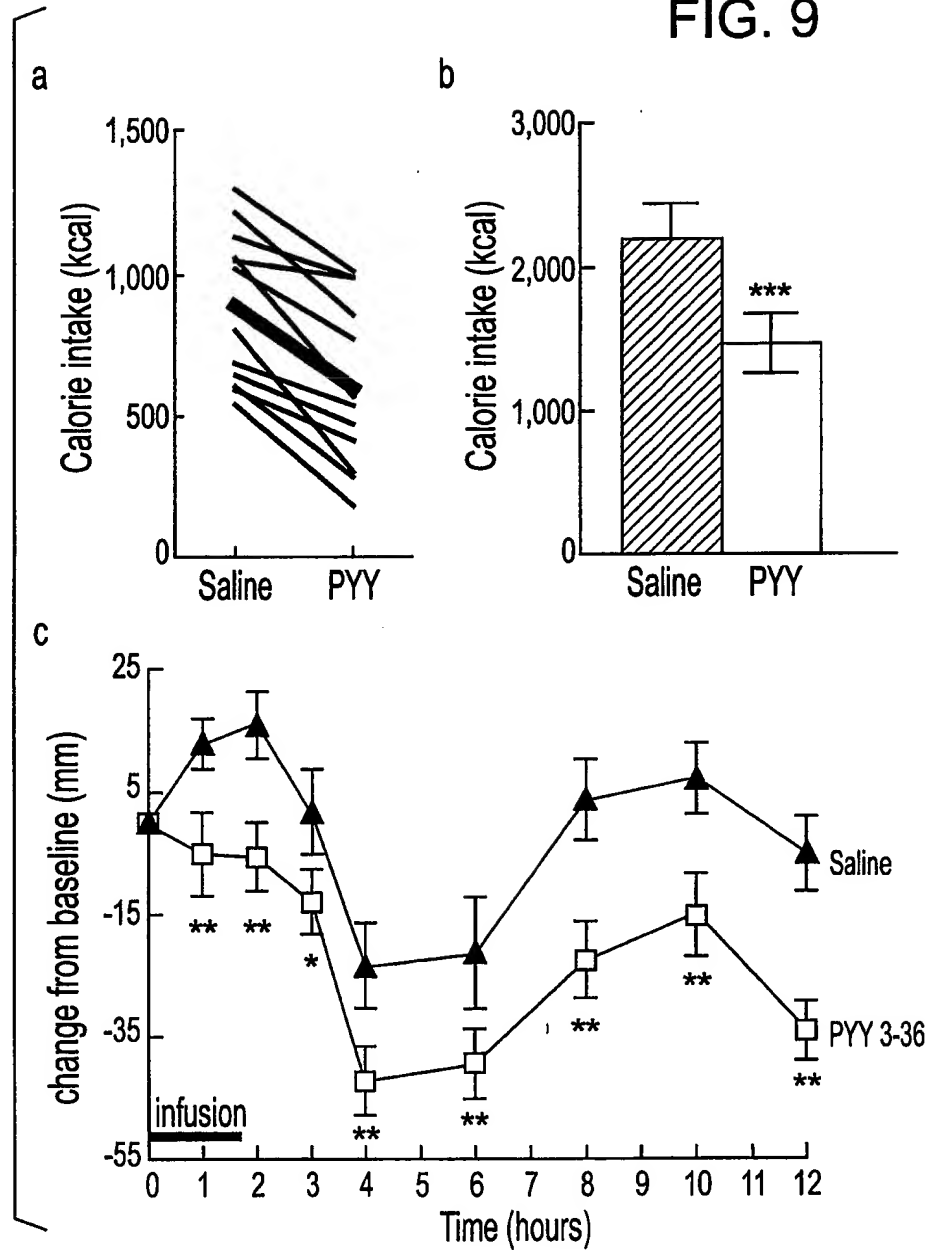 FIG. 9
a
1,500
1,000
500
0
Calorie intake (kcal)
Saline
PYY
b
3,000
2,000
1,000
0
Calorie intake (kcal)
***
Saline
PYY
c
25
5
-15
-35
-55
change from baseline (mm)
Saline
PYY 3-36
**
**
*
**
**
**
**
**
infusion
0 1 2 3 4 5 6 7 8 9 10 11 12
Time (hours)